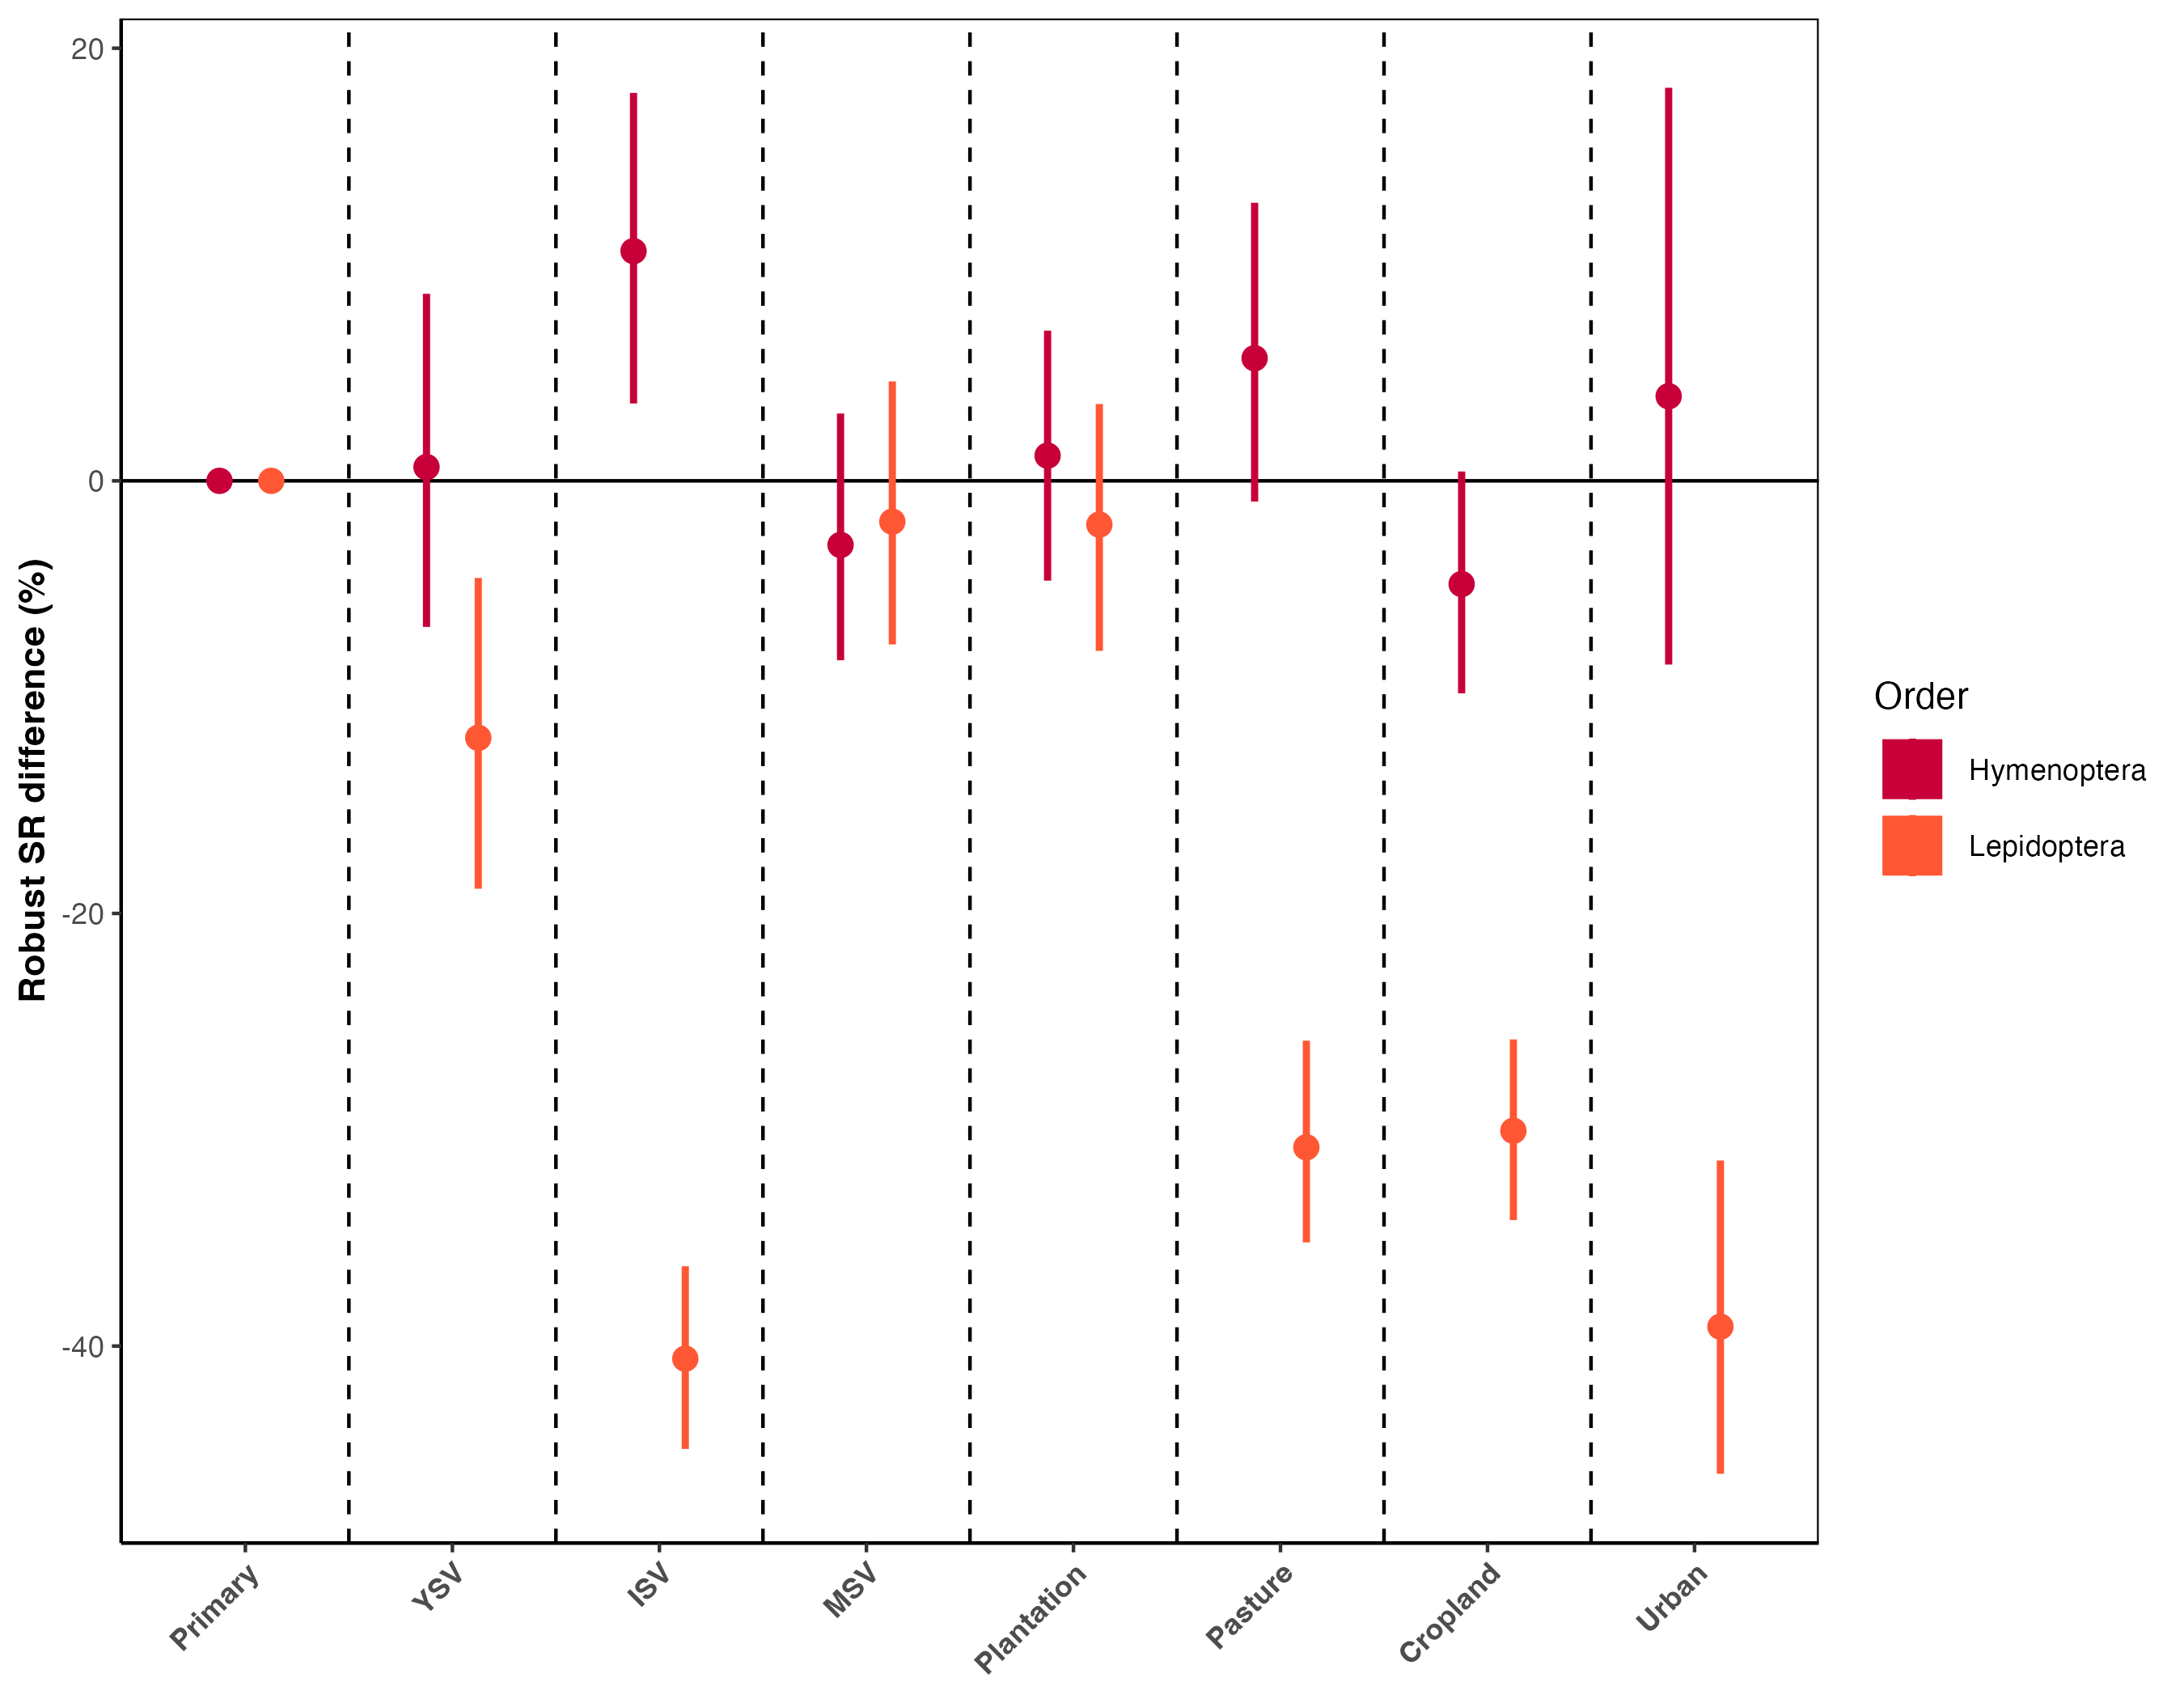 20
0
-20
-40
Robust SR difference (%)
Primary
YSV
ISV
MSV
Plantation
Pasture
Cropland
Urban
Order
Hymenoptera
Lepidoptera